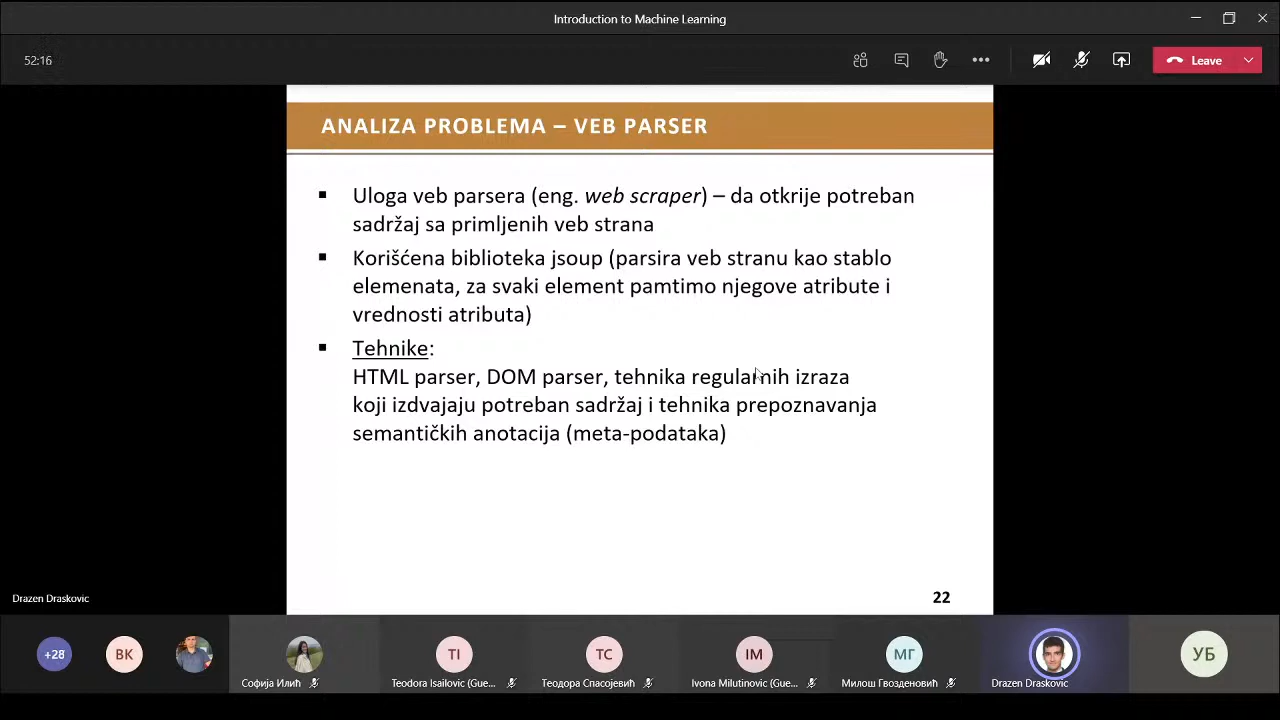 Introduction to Machine Learning
52:16
Leave
ANALIZA PROBLEMA – VEB PARSER
▪ Uloga veb parsera (eng. web scraper) – da otkrije potreban
sadržaj sa primljenih veb strana
▪ Korišćena biblioteka jsoup (parsira veb stranu kao stablo
elemenata, za svaki element pamtimo njegove atribute i
vrednosti atributa)
▪ Tehnike:
HTML parser, DOM parser, tehnika regularnih izraza
koji izdvajaju potreban sadržaj i tehnika prepoznavanja
semantičkih anotacija (meta-podataka)
22
Drazen Draskovic
+28
ВК
TI
ТС
IM
МГ
УБ
Софија Илић
Teodora Isailovic (Gue...
Теодора Спасојевић
Ivona Milutinovic (Gue...
Милош Гвозденовић
Drazen Draskovic